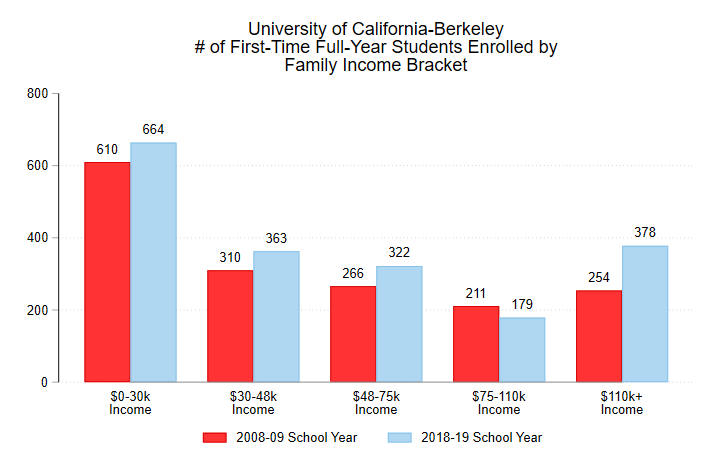 University of California-Berkeley
# of First-Time Full-Year Students Enrolled by
Family Income Bracket
800
600
400
200
0
610
664
310
363
266
322
211
179
254
378
$0-30k
Income
$30-48k
Income
$48-75k
Income
$75-110k
Income
$110k+
Income
2008-09 School Year
2018-19 School Year